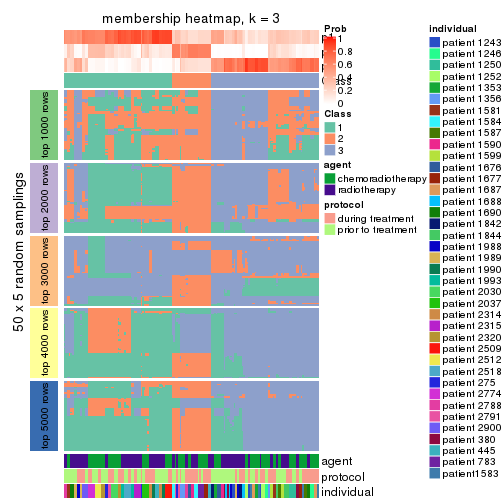 membership heatmap, k = 3
50 x 5 random samplings
top 1000 rows
top 2000 rows
top 3000 rows
top 4000 rows
top 5000 rows
agent
protocol
individual
Prob
1
0.8
0.6
0.4
0.2
0
Class
1
2
3
agent
chemoradiotherapy
radiotherapy
protocol
during treatment
prior to treatment
individual
patient 1243
patient 1246
patient 1250
patient 1252
patient 1353
patient 1356
patient 1581
patient 1584
patient 1587
patient 1590
patient 1599
patient 1676
patient 1677
patient 1687
patient 1688
patient 1690
patient 1842
patient 1844
patient 1988
patient 1989
patient 1990
patient 1993
patient 2030
patient 2037
patient 2314
patient 2315
patient 2320
patient 2509
patient 2512
patient 2518
patient 275
patient 2774
patient 2788
patient 2791
patient 2900
patient 380
patient 445
patient 783
patient1583